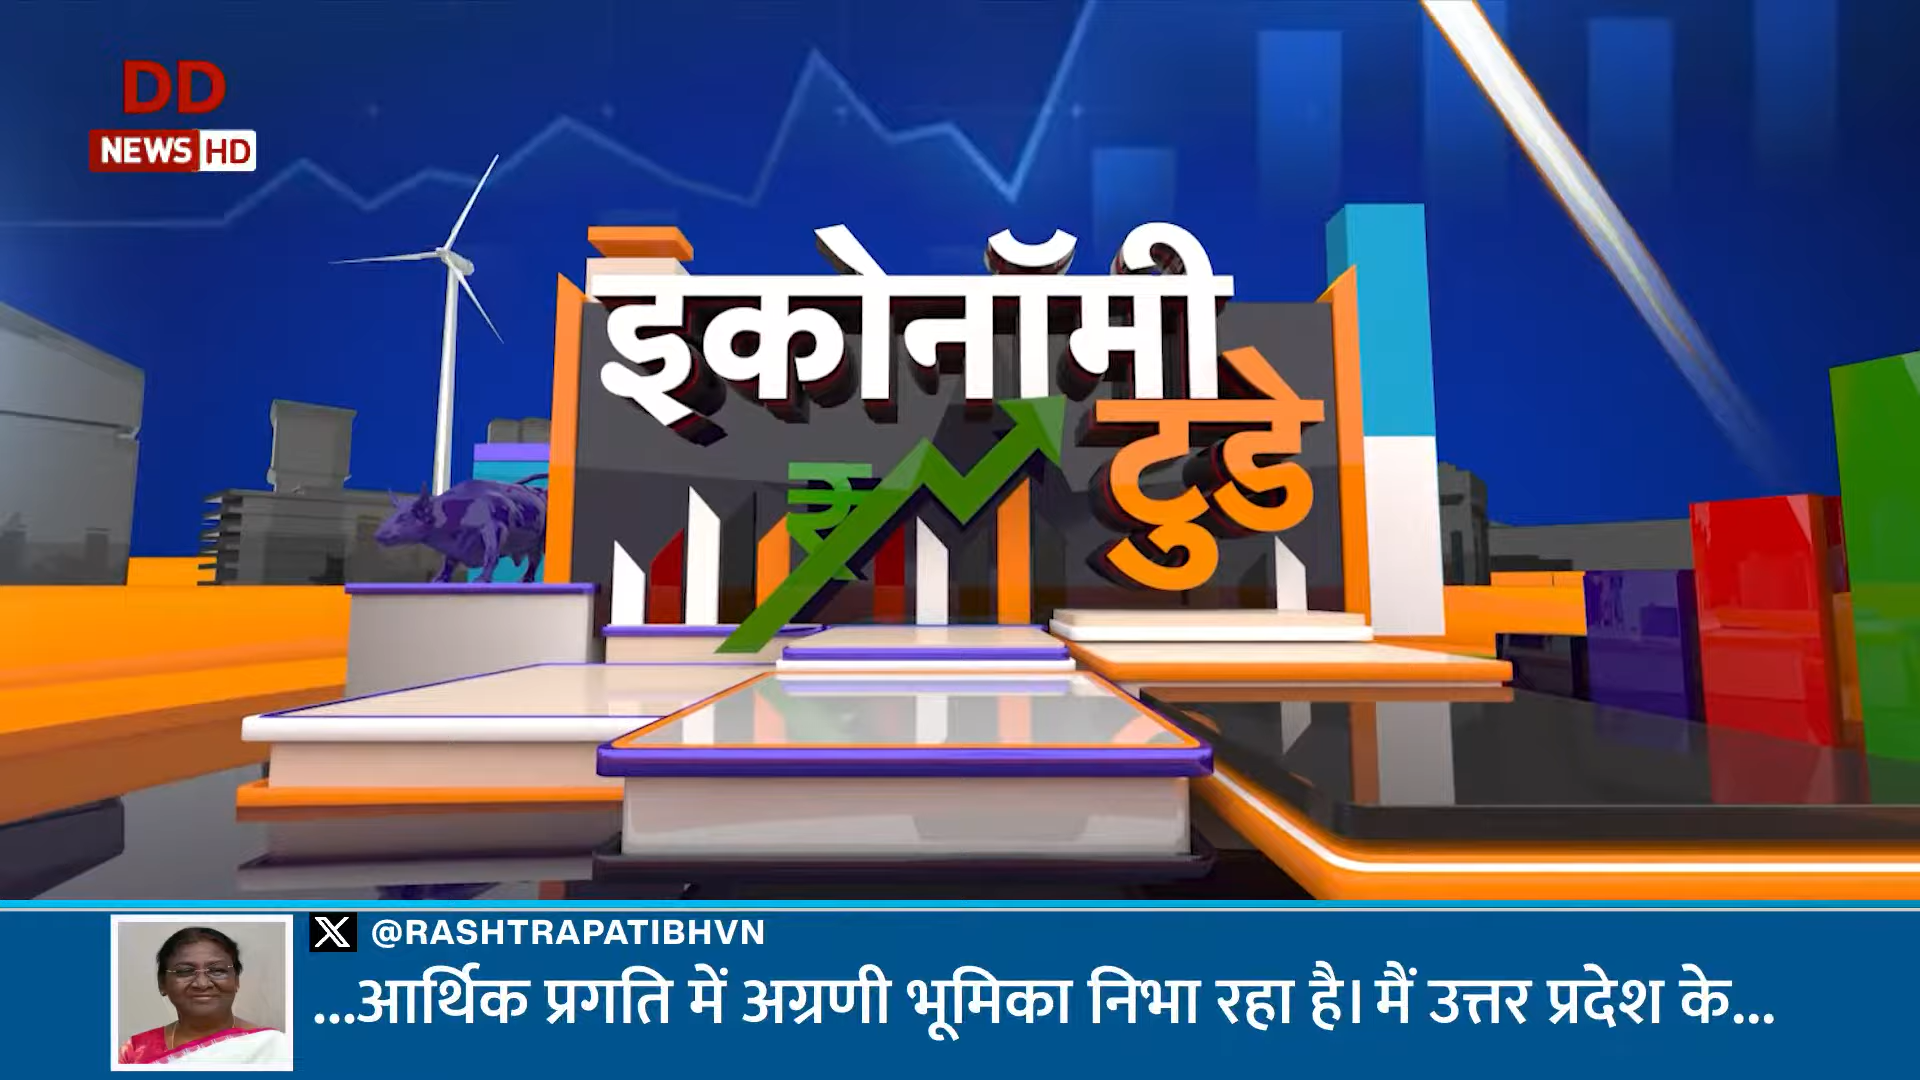 DD
NEWS HD
इकोनॉमी
टुडे
₹
X @RASHTRAPATIBHVN
...आर्थिक प्रगति में अग्रणी भूमिका निभा रहा है। मैं उत्तर प्रदेश के...